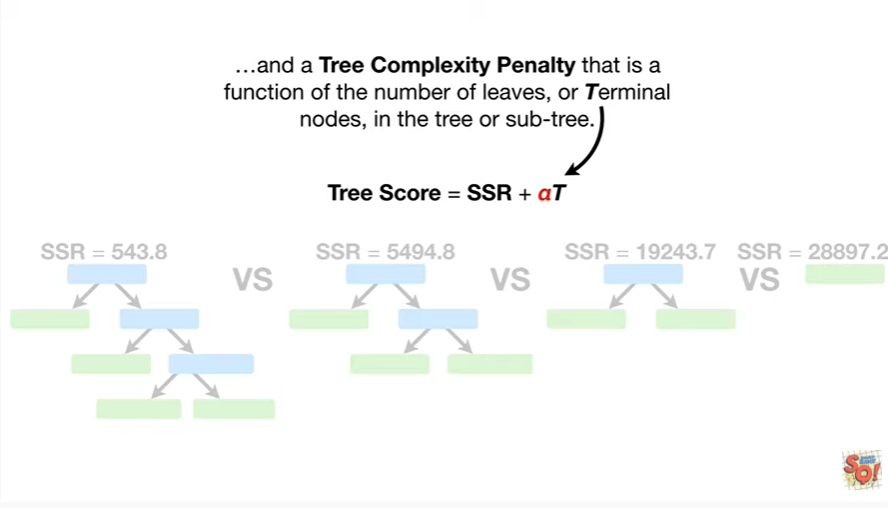 ...and a Tree Complexity Penalty that is a
function of the number of leaves, or Terminal
nodes, in the tree or sub-tree.
Tree Score = SSR + αT
SSR = 543.8
SSR = 5494.8
SSR = 19243.7
SSR = 28897.2
VS
VS
VS
SQ!